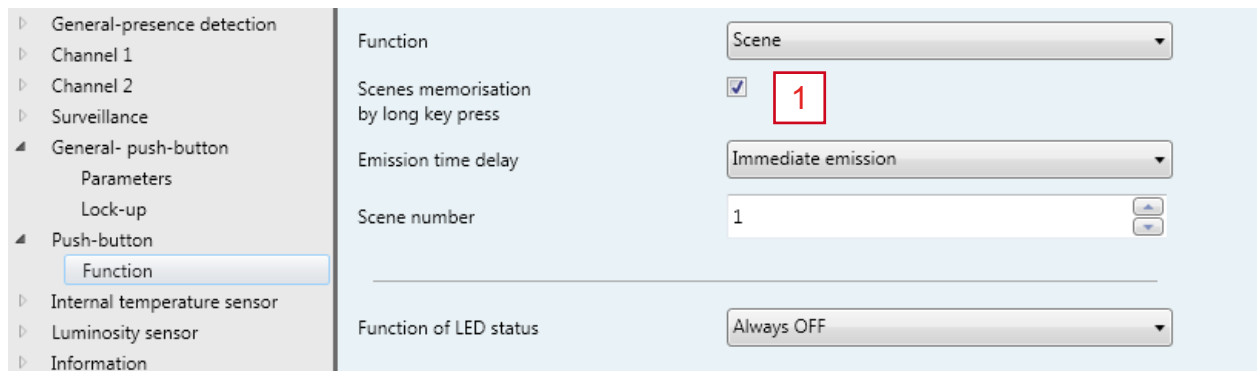 General-presence detection
Channel 1
Channel 2
Surveillance
General- push-button
Parameters
Lock-up
Push-button
Function
Internal temperature sensor
Luminosity sensor
Information
Function
Scene
Scenes memorisation
by long key press
1
Emission time delay
Immediate emission
Scene number
1
Function of LED status
Always OFF